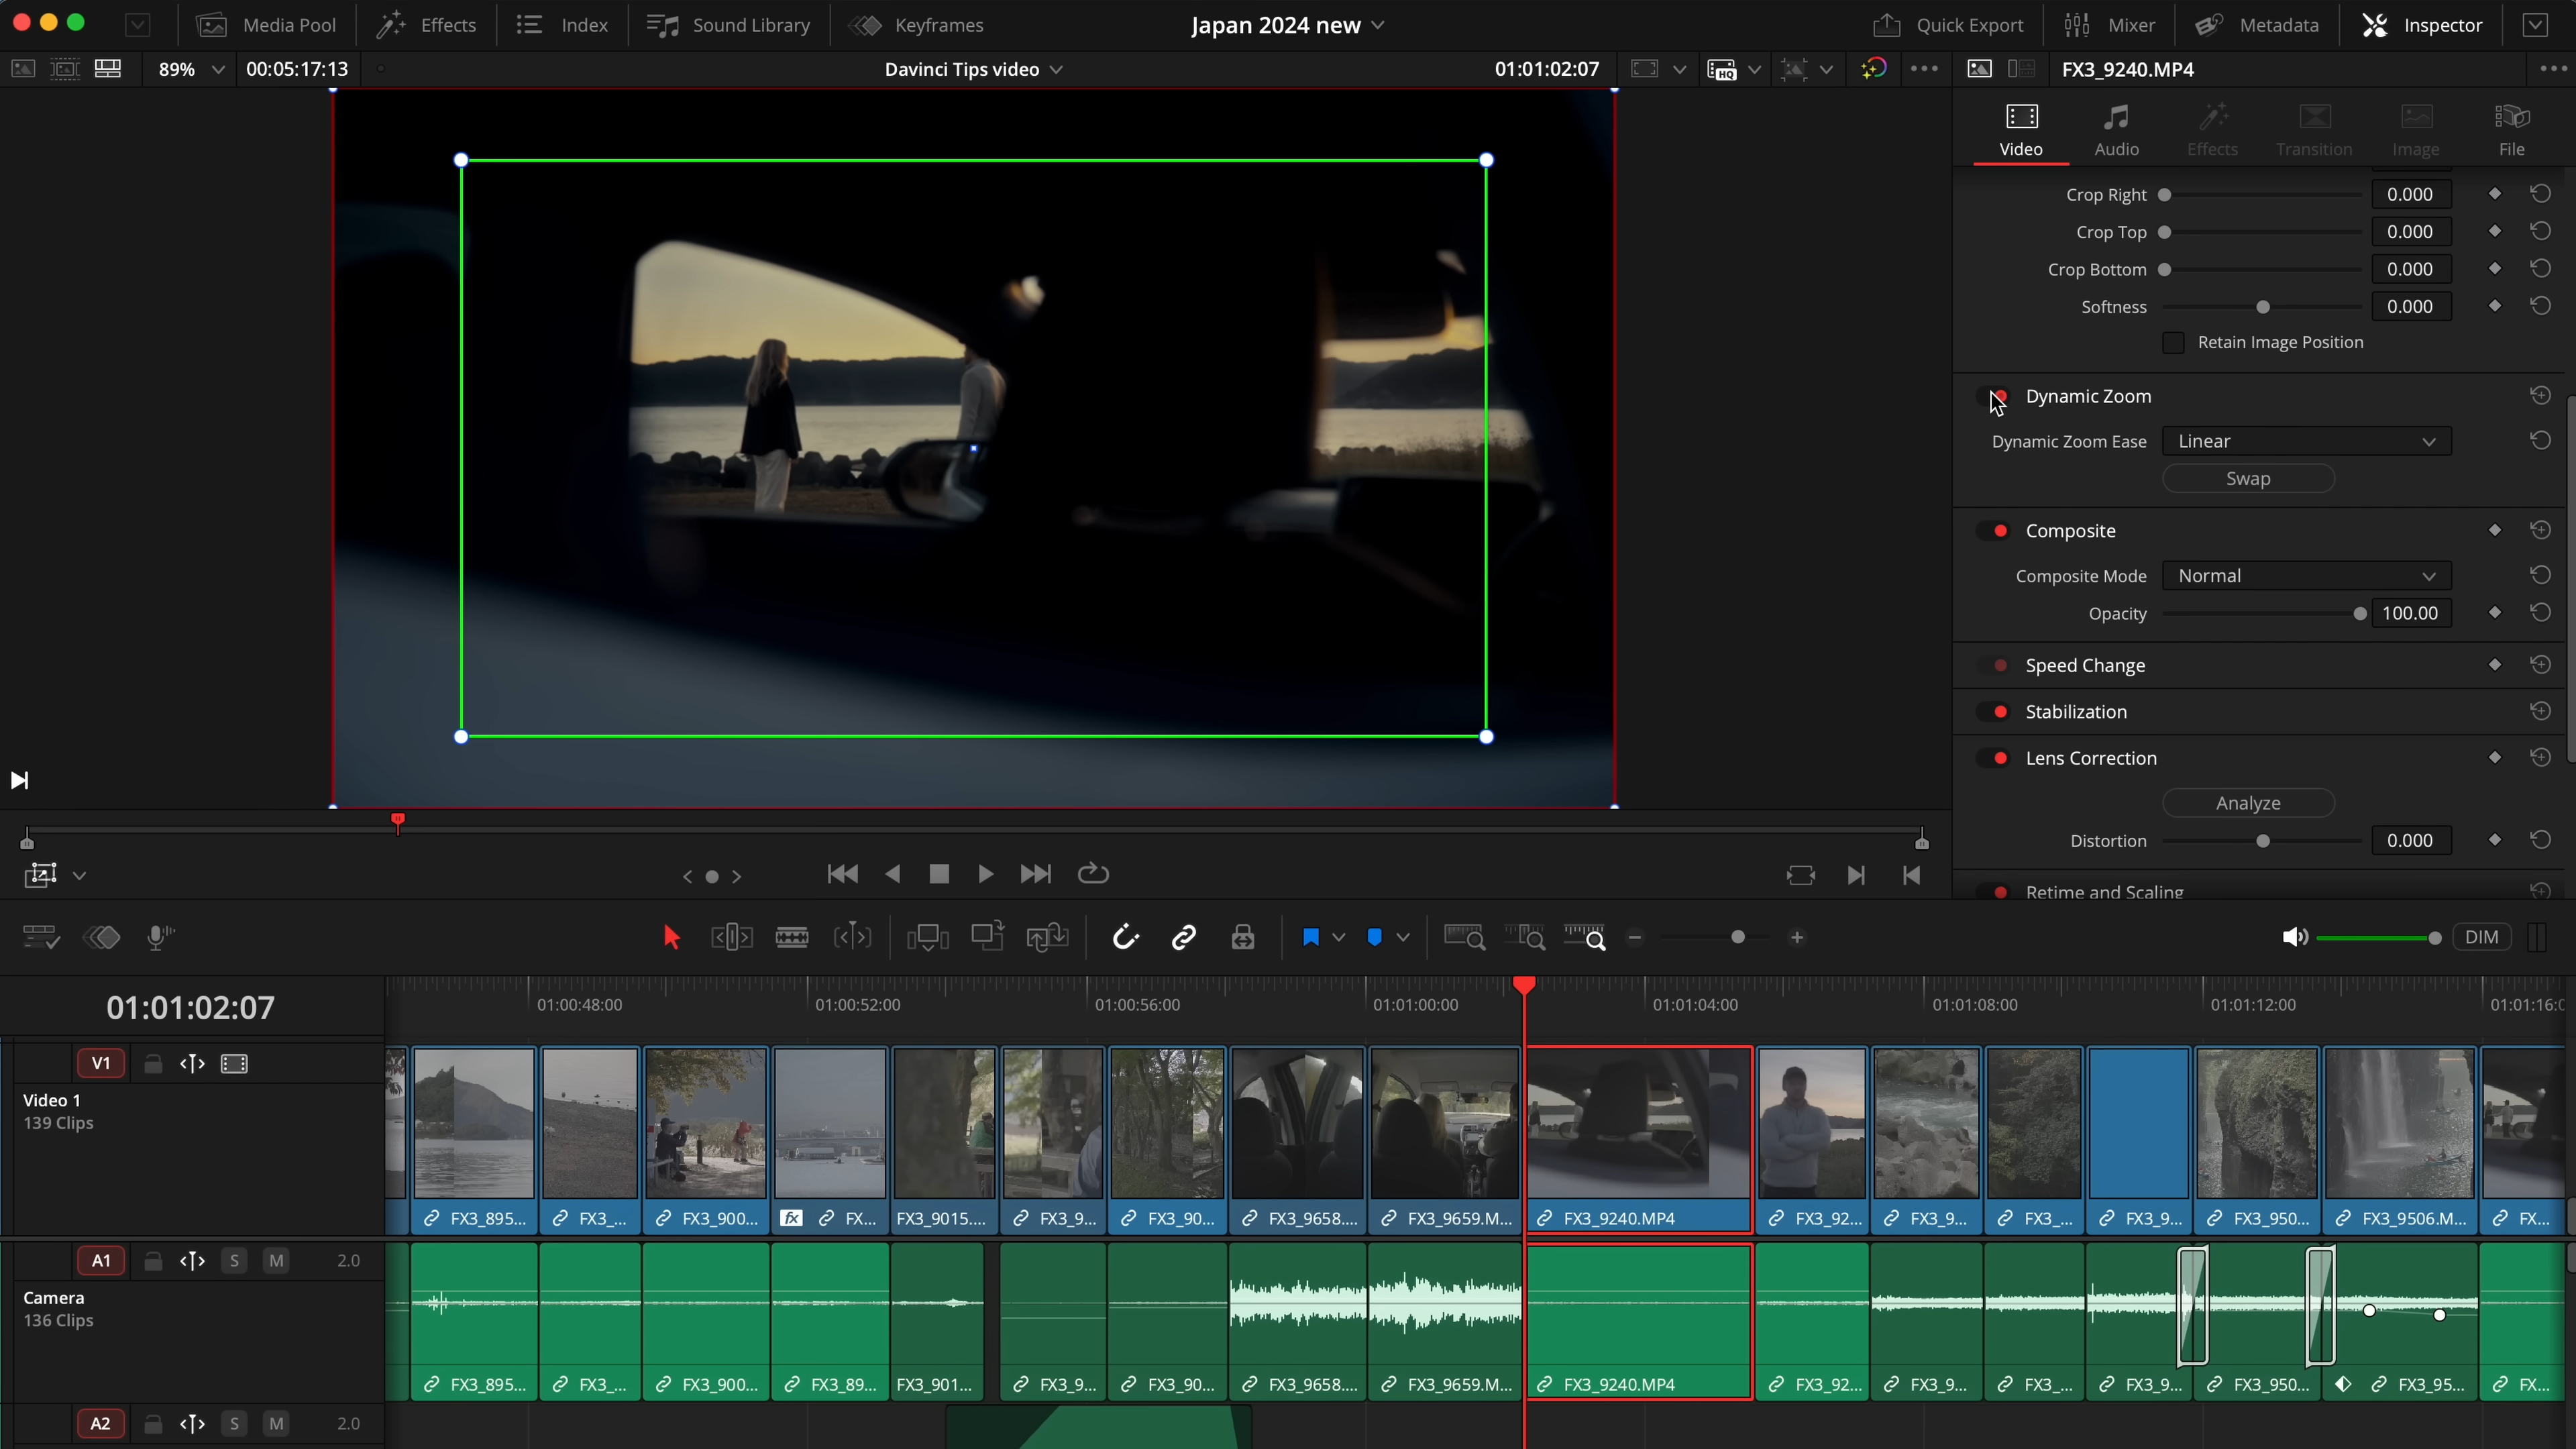 Media Pool Effects Index Sound Library Keyframes Japan 2024 new Quick Export Mixer Metadata Inspector
89% 00:05:17:13 Davinci Tips video 01:01:02:07 HQ FX3_9240.MP4
Video Audio Effects Transition Image File
Crop Right 0.000
Crop Top 0.000
Crop Bottom 0.000
Softness 0.000
Retain Image Position
Dynamic Zoom
Dynamic Zoom Ease Linear
Swap
Composite
Composite Mode Normal
Opacity 100.00
Speed Change
Stabilization
Lens Correction
Analyze
Distortion 0.000
Retime and Scaling
DIM
01:01:02:07 01:00:48:00 01:00:52:00 01:00:56:00 01:01:00:00 01:01:04:00 01:01:08:00 01:01:12:00 01:01:16:0
V1
Video 1
139 Clips
FX3_895... FX3_... FX3_900... fx FX... FX3_9015.... FX3_9... FX3_90... FX3_9658.... FX3_9659.M... FX3_9240.MP4 FX3_92... FX3_9... FX3_... FX3_9... FX3_950... FX3_9506.M... FX...
A1 S M 2.0
Camera
136 Clips
FX3_895... FX3_... FX3_900... FX3_89... FX3_901... FX3_9... FX3_90... FX3_9658.... FX3_9659.M... FX3_9240.MP4 FX3_92... FX3_9... FX3_... FX3_9... FX3_950... FX3_95... FX...
A2 S M 2.0